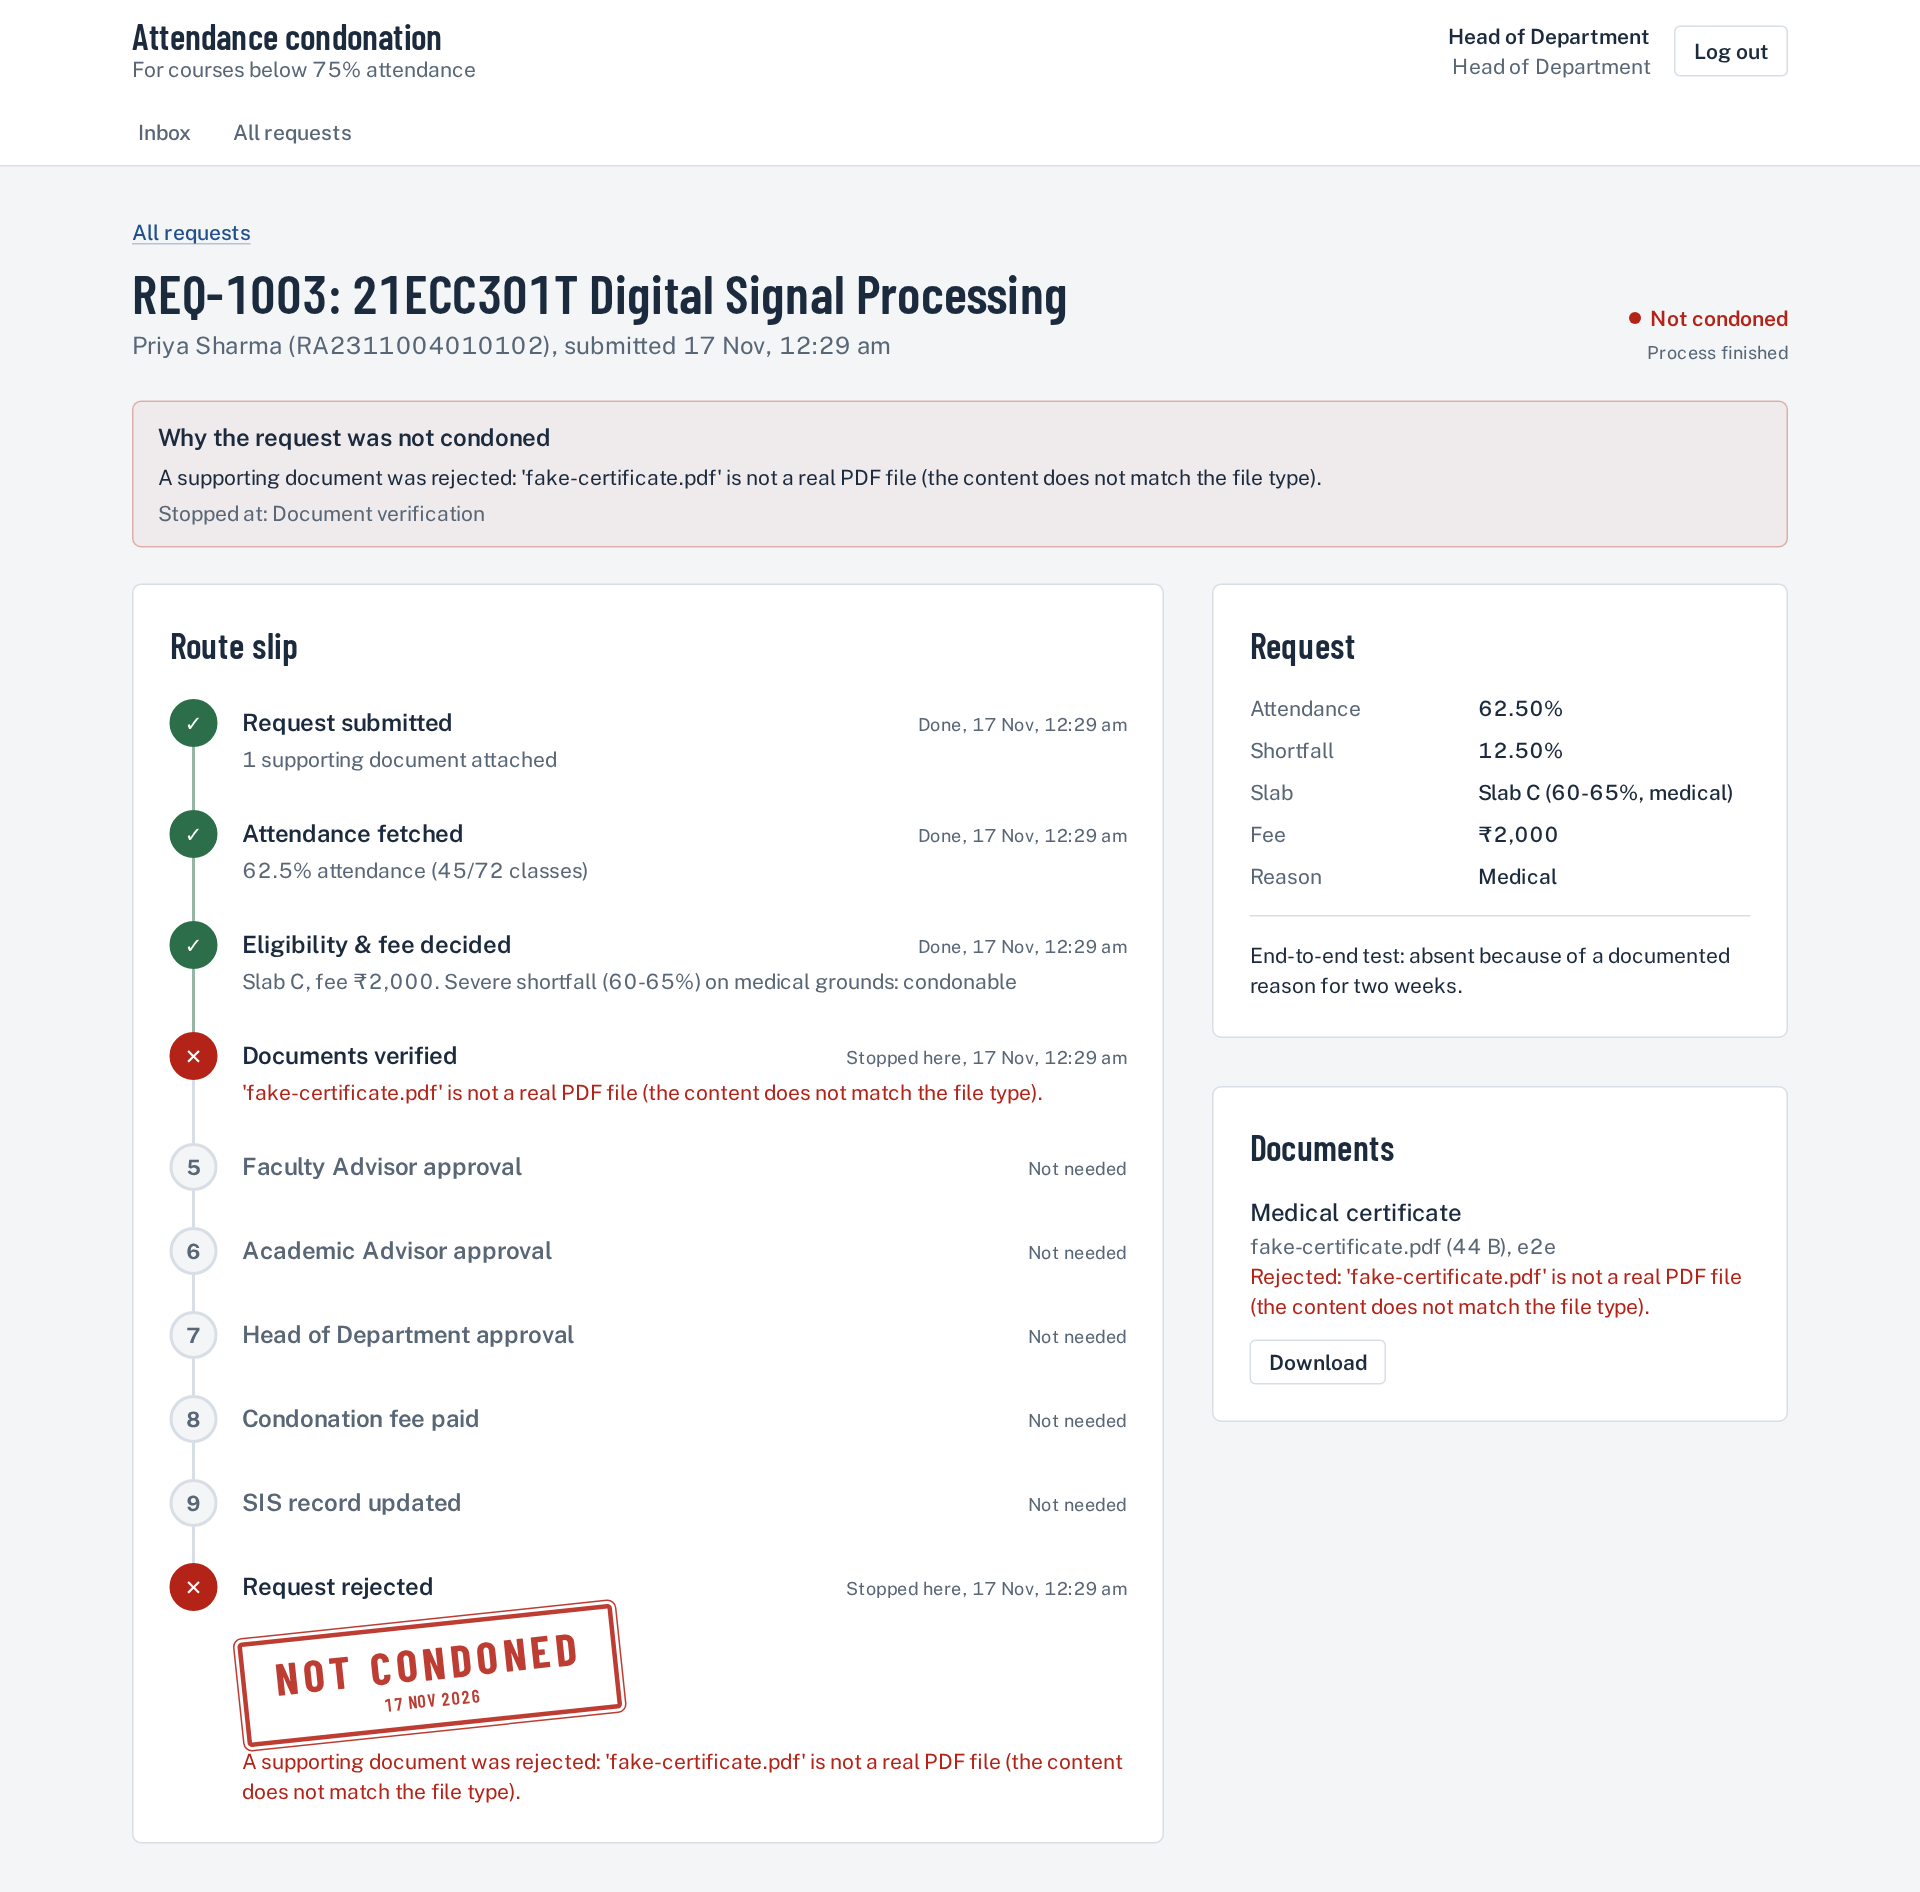 Attendance condonation
For courses below 75% attendance
Head of Department
Head of Department
Log out
Inbox
All requests
All requests
REQ-1003: 21ECC301T Digital Signal Processing
Priya Sharma (RA2311004010102), submitted 17 Nov, 12:29 am
Not condoned
Process finished
Why the request was not condoned
A supporting document was rejected: 'fake-certificate.pdf' is not a real PDF file (the content does not match the file type).
Stopped at: Document verification
Route slip
✓ Request submitted
Done, 17 Nov, 12:29 am
1 supporting document attached
✓ Attendance fetched
Done, 17 Nov, 12:29 am
62.5% attendance (45/72 classes)
✓ Eligibility & fee decided
Done, 17 Nov, 12:29 am
Slab C, fee ₹2,000. Severe shortfall (60-65%) on medical grounds: condonable
✕ Documents verified
Stopped here, 17 Nov, 12:29 am
'fake-certificate.pdf' is not a real PDF file (the content does not match the file type).
5 Faculty Advisor approval
Not needed
6 Academic Advisor approval
Not needed
7 Head of Department approval
Not needed
8 Condonation fee paid
Not needed
9 SIS record updated
Not needed
✕ Request rejected
Stopped here, 17 Nov, 12:29 am
NOT CONDONED
17 NOV 2026
A supporting document was rejected: 'fake-certificate.pdf' is not a real PDF file (the content
does not match the file type).
Request
Attendance 62.50%
Shortfall 12.50%
Slab Slab C (60-65%, medical)
Fee ₹2,000
Reason Medical
End-to-end test: absent because of a documented
reason for two weeks.
Documents
Medical certificate
fake-certificate.pdf (44 B), e2e
Rejected: 'fake-certificate.pdf' is not a real PDF file
(the content does not match the file type).
Download